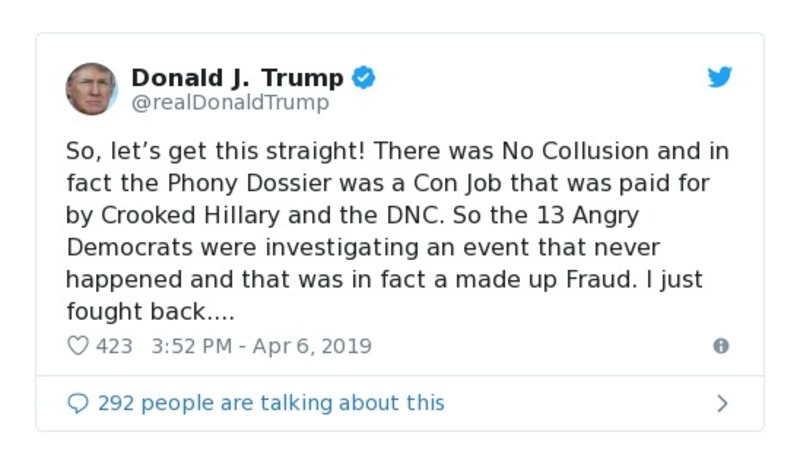 Donald J. Trump
@realDonaldTrump
So, let’s get this straight! There was No Collusion and in
fact the Phony Dossier was a Con Job that was paid for
by Crooked Hillary and the DNC. So the 13 Angry
Democrats were investigating an event that never
happened and that was in fact a made up Fraud. I just
fought back....
423 3:52 PM - Apr 6, 2019
292 people are talking about this